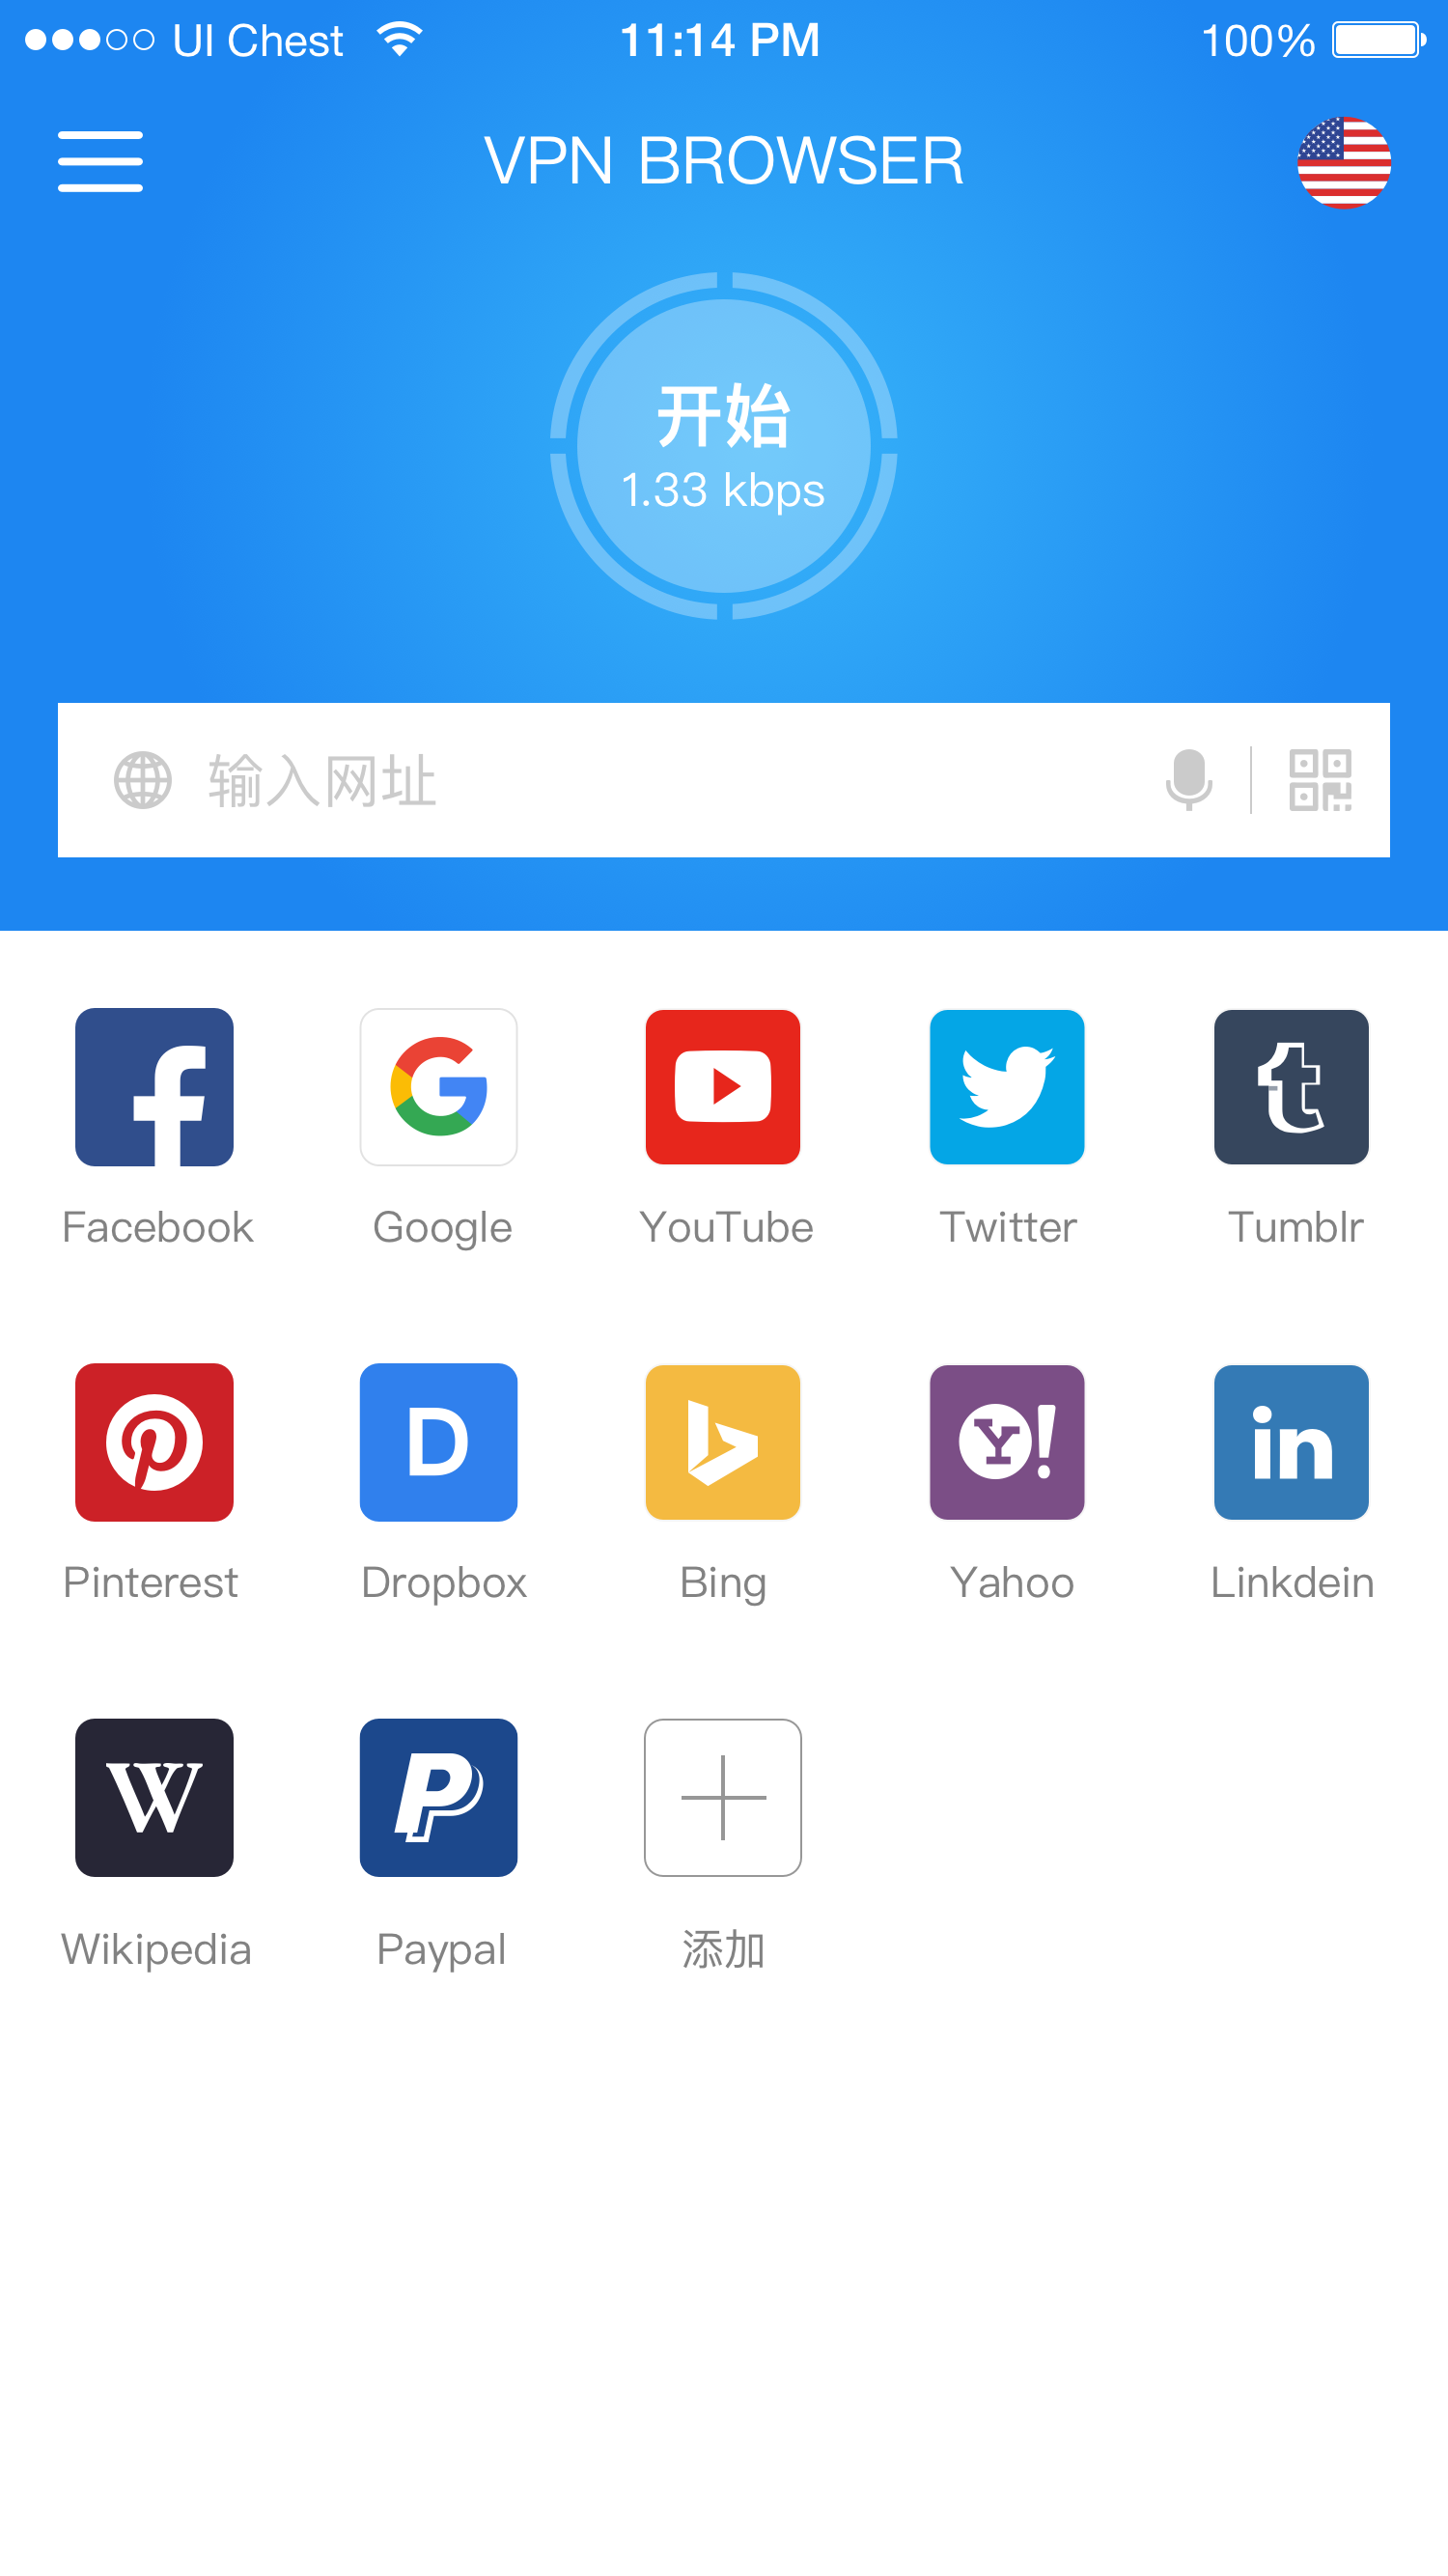 UI Chest 11:14 PM 100%
VPN BROWSER
开始
1.33 kbps
输入网址
Facebook Google YouTube Twitter Tumblr
D Y! in
Pinterest Dropbox Bing Yahoo Linkdein
W
Wikipedia Paypal 添加